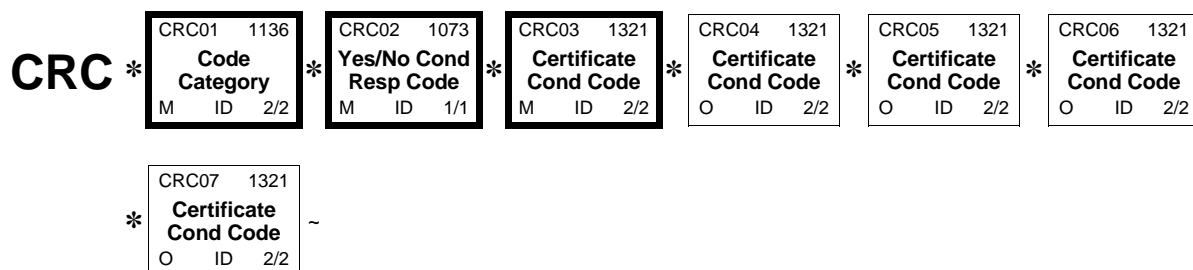 CRC01 1136 CRC02 1073 CRC03 1321 CRC04 1321 CRC05 1321 CRC06 1321
CRC * Code Category * Yes/No Cond Resp Code * Certificate Cond Code * Certificate Cond Code * Certificate Cond Code * Certificate Cond Code
M ID 2/2 M ID 1/1 M ID 2/2 O ID 2/2 O ID 2/2 O ID 2/2
CRC07 1321
* Certificate Cond Code ~
O ID 2/2